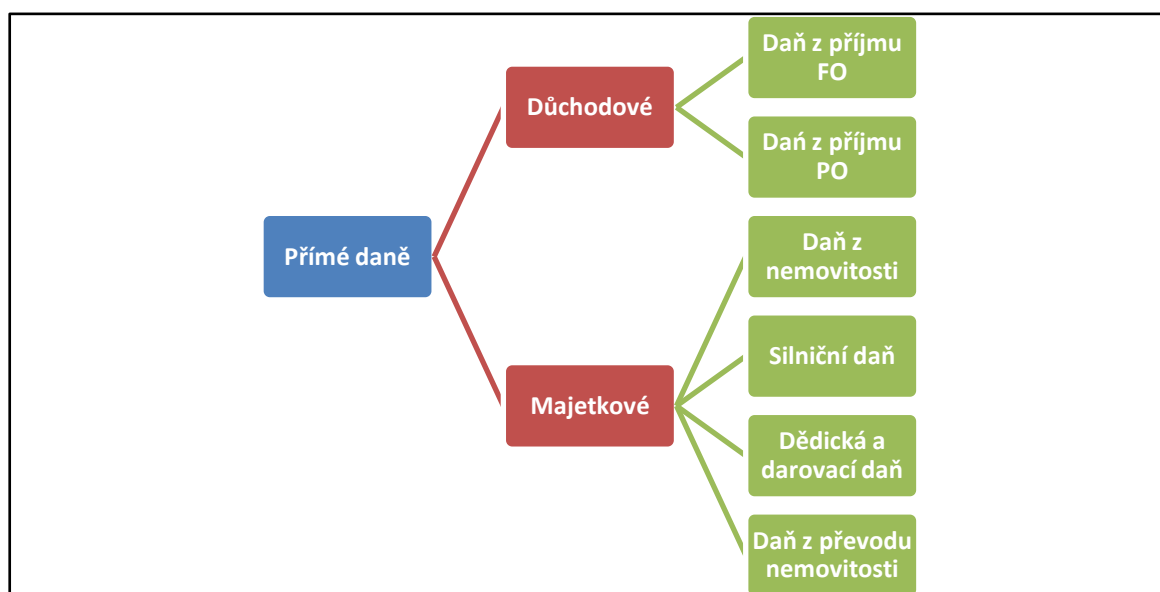 Přímé daně
Důchodové
Daň z příjmu
FO
Dań z příjmu
PO
Majetkové
Daň z
nemovitosti
Silniční daň
Dědická a
darovací daň
Daň z převodu
nemovitosti